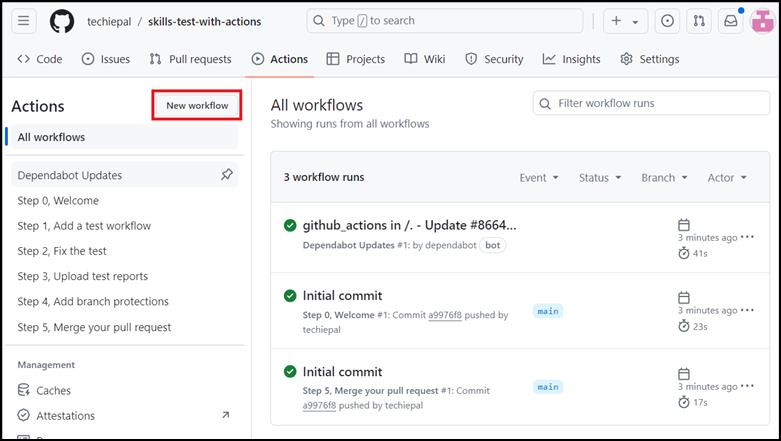 techiepal / skills-test-with-actions
Type / to search
Code
Issues
Pull requests
Actions
Projects
Wiki
Security
Insights
Settings
Actions
New workflow
All workflows
Dependabot Updates
Step 0, Welcome
Step 1, Add a test workflow
Step 2, Fix the test
Step 3, Upload test reports
Step 4, Add branch protections
Step 5, Merge your pull request
Management
Caches
Attestations
All workflows
Showing runs from all workflows
Filter workflow runs
3 workflow runs
Event
Status
Branch
Actor
github_actions in /. - Update #8664...
Dependabot Updates #1: by dependabot bot
3 minutes ago
41s
Initial commit
Step 0, Welcome #1: Commit a9976f8 pushed by
techiepal
main
3 minutes ago
23s
Initial commit
Step 5, Merge your pull request #1: Commit
a9976f8 pushed by techiepal
main
3 minutes ago
17s